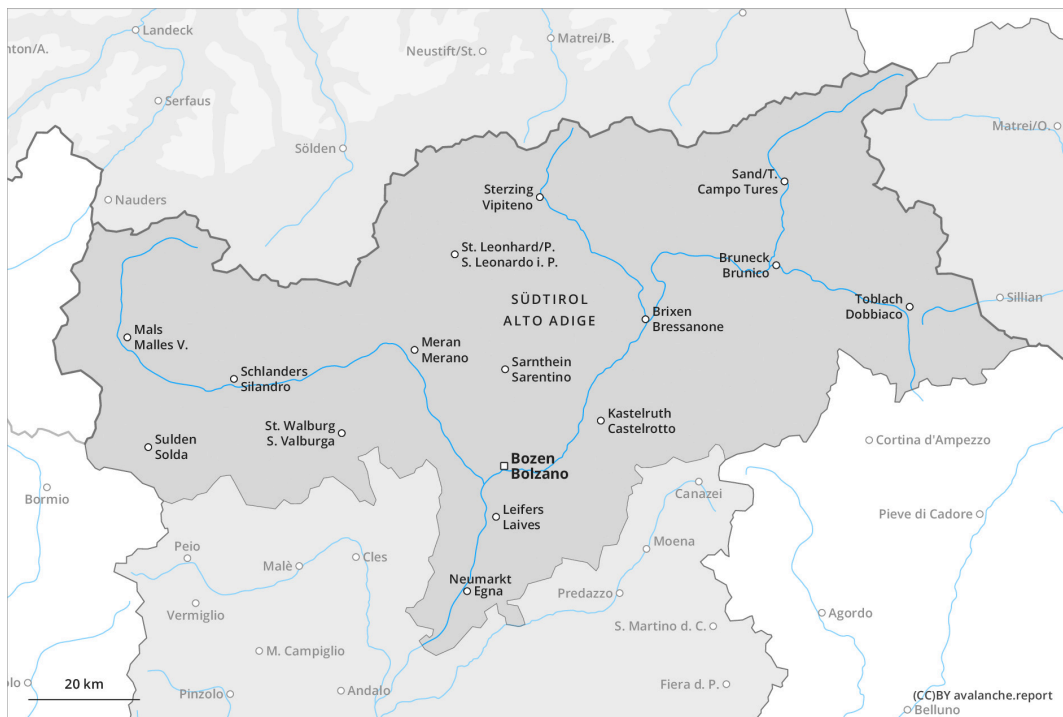 Landeck
nton/A.
Neustift/St.
Matrei/B.
Serfaus
Matrei/O.
Sölden
Nauders
Sterzing
Vipiteno
Sand/T.
Campo Tures
St. Leonhard/P.
S. Leonardo i. P.
Bruneck
Brunico
SÜDTIROL
ALTO ADIGE
Toblach
Dobbiaco
Sillian
Brixen
Bressanone
Mals
Malles V.
Meran
Merano
Sarnthein
Sarentino
Schlanders
Silandro
St. Walburg
S. Valburga
Kastelruth
Castelrotto
Sulden
Solda
Cortina d'Ampezzo
Bozen
Bolzano
Bormio
Canazei
Leifers
Laives
Pieve di Cadore
Peio
Malè
Cles
Moena
Neumarkt
Egna
Predazzo
Vermiglio
Agordo
S. Martino d. C.
M. Campiglio
olo
20 km
Pinzolo
Andalo
Fiera d. P.
(CC)BY avalanche.report
Belluno